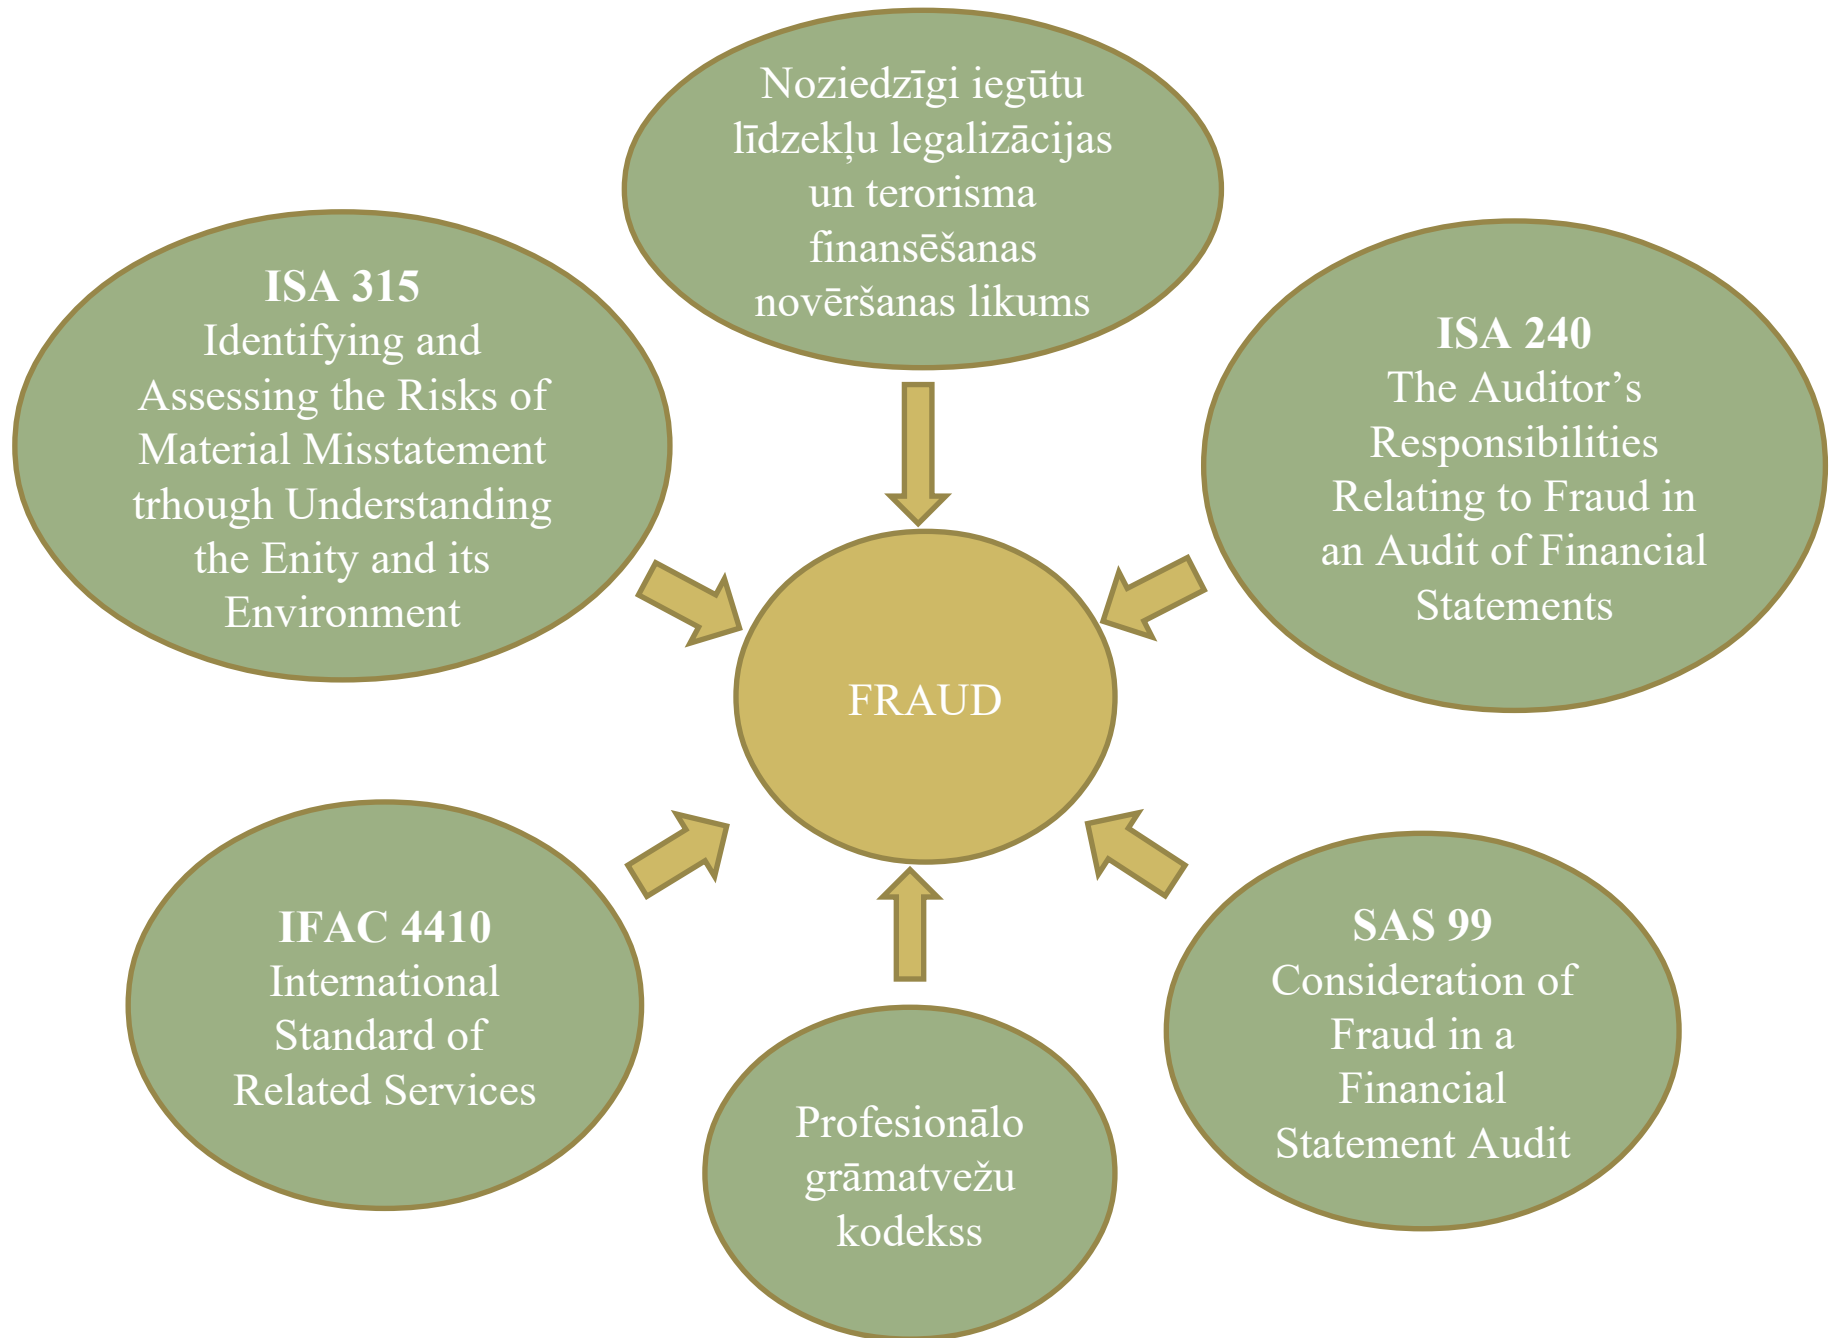 Noziedzīgi iegūtu
līdzekļu legalizācijas
un terorisma
finansēšanas
novēršanas likums
ISA 315
Identifying and
Assessing the Risks of
Material Misstatement
trhough Understanding
the Enity and its
Environment
ISA 240
The Auditor’s
Responsibilities
Relating to Fraud in
an Audit of Financial
Statements
FRAUD
IFAC 4410
International
Standard of
Related Services
SAS 99
Consideration of
Fraud in a
Financial
Statement Audit
Profesionālo
grāmatvežu
kodekss